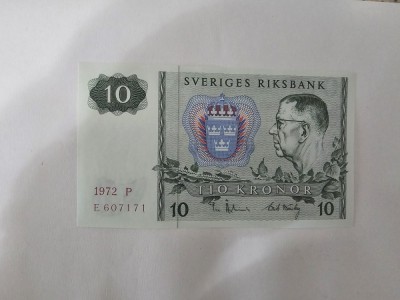 SVERIGES RIKSBANK
10
1972 P
E 607171
TIO KRONOR
10
10